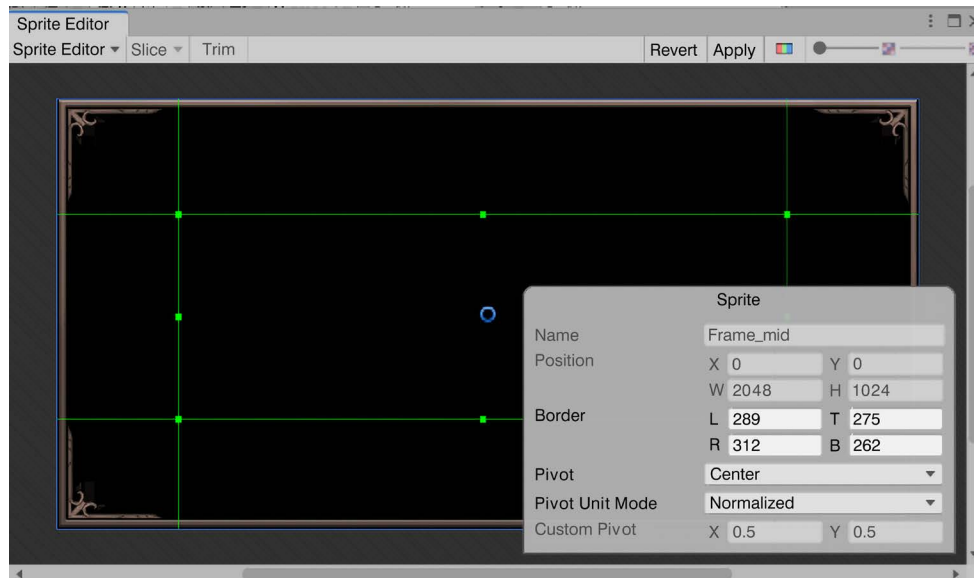 Sprite Editor
Sprite Editor Slice Trim Revert Apply
Sprite
Name Frame_mid
Position X 0 Y 0
W 2048 H 1024
Border L 289 T 275
R 312 B 262
Pivot Center
Pivot Unit Mode Normalized
Custom Pivot X 0.5 Y 0.5